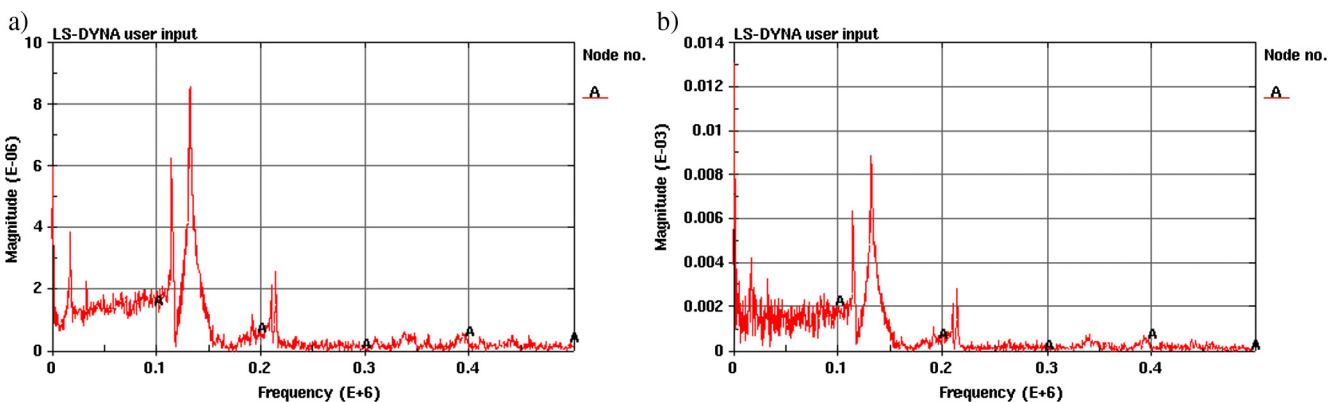 a)
LS-DYNA user input
10
8
6
4
2
0
Magnitude (E-06)
0
0.1
0.2
0.3
0.4
Frequency (E+6)
A
A
A
A
A
Node no.
A
b)
LS-DYNA user input
0.014
0.012
0.01
0.008
0.006
0.004
0.002
0
Magnitude (E-03)
0
0.1
0.2
0.3
0.4
Frequency (E+6)
A
A
A
A
A
Node no.
A